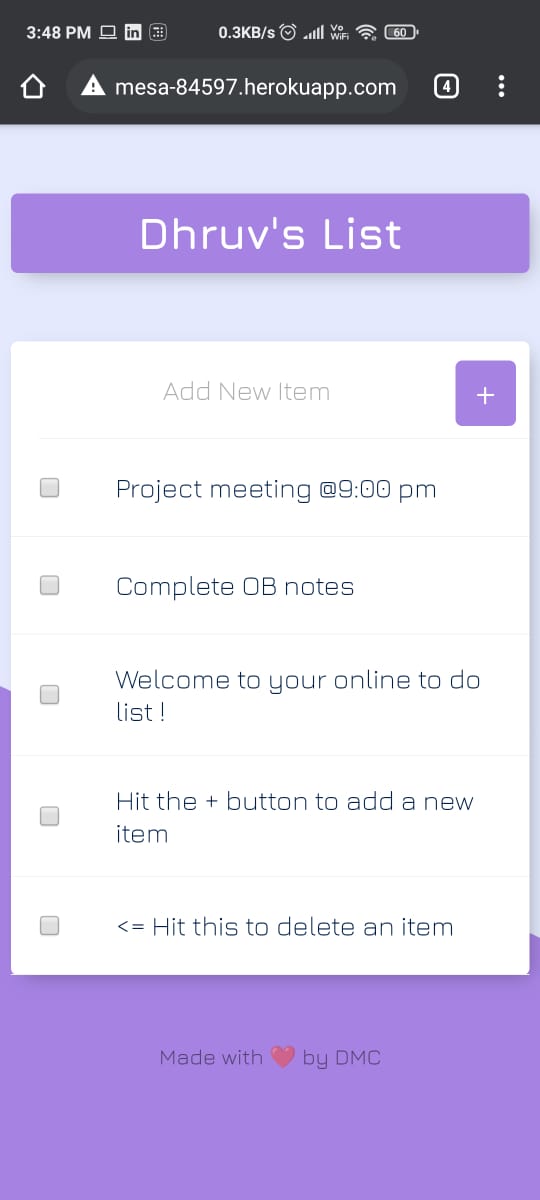 3:48 PM in 0.3KB/s Vo WiFi 60
mesa-84597.herokuapp.com 4
Dhruv's List
Add New Item +
Project meeting @9:00 pm
Complete OB notes
Welcome to your online to do
list !
Hit the + button to add a new
item
<= Hit this to delete an item
Made with ❤️ by DMC